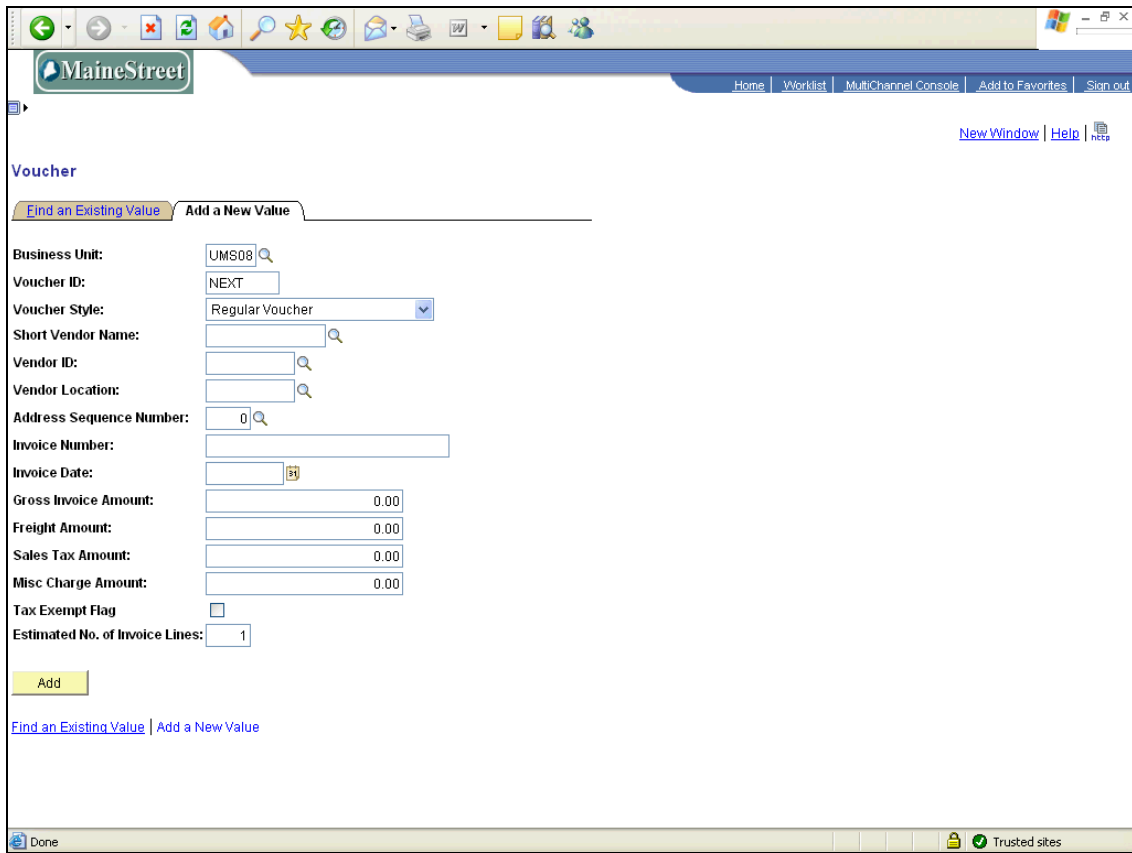 MaineStreet
Home | Worklist | MultiChannel Console | Add to Favorites | Sign out
New Window | Help | http
Voucher
Find an Existing Value Add a New Value
Business Unit: UMS08
Voucher ID: NEXT
Voucher Style: Regular Voucher
Short Vendor Name:
Vendor ID:
Vendor Location:
Address Sequence Number: 0
Invoice Number:
Invoice Date: 31
Gross Invoice Amount: 0.00
Freight Amount: 0.00
Sales Tax Amount: 0.00
Misc Charge Amount: 0.00
Tax Exempt Flag
Estimated No. of Invoice Lines: 1
Add
Find an Existing Value | Add a New Value
Done Trusted sites